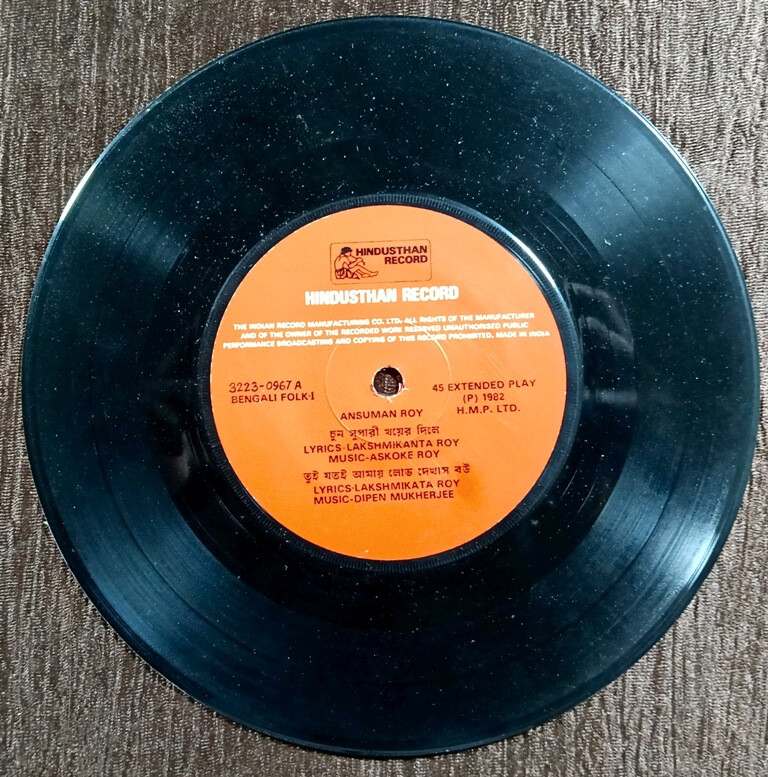 HINDUSTHAN
RECORD
HINDUSTHAN RECORD
THE INDIAN RECORD MANUFACTURING CO. LTD. ALL RIGHTS OF THE MANUFACTURER
AND OF THE OWNER OF THE RECORDED WORK RESERVED UNAUTHORISED PUBLIC
PERFORMANCE BROADCASTING AND COPYING OF THIS RECORD PROHIBITED. MADE IN INDIA
3223-0967 A
BENGALI FOLK-I
45 EXTENDED PLAY
(P) 1982
H.M.P. LTD.
ANSUMAN ROY
চুন সুপারী খয়ের দিলে
LYRICS-LAKSHMIKANTA ROY
MUSIC-ASKOKE ROY
তুই যতই আমায় লোভ দেখাস বউ
LYRICS-LAKSHMIKATA ROY
MUSIC-DIPEN MUKHERJEE